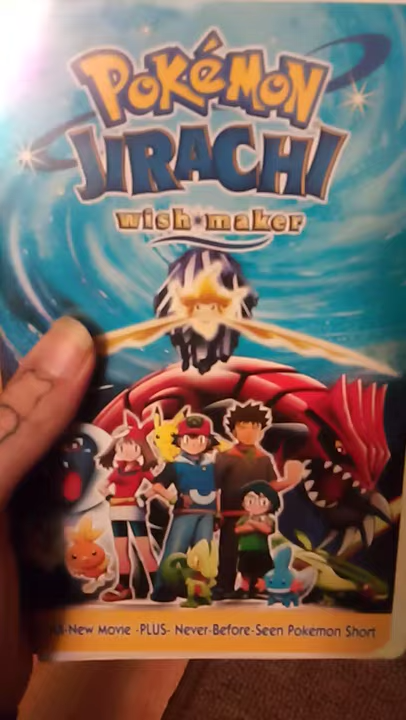 POKéMON
JIRACHI
wish maker
All-New Movie -PLUS- Never-Before-Seen Pokemon Short